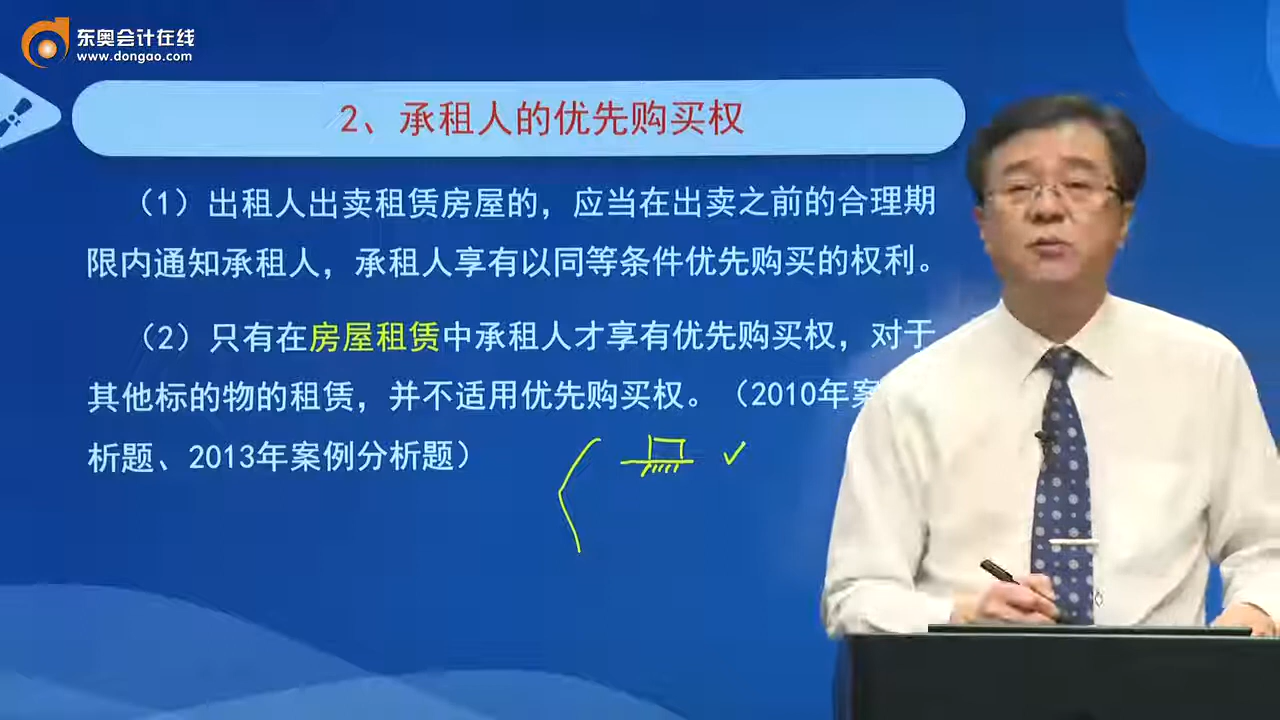 东奥会计在线
www.dongao.com
2、承租人的优先购买权
（1）出租人出卖租赁房屋的，应当在出卖之前的合理期
限内通知承租人，承租人享有以同等条件优先购买的权利。
（2）只有在房屋租赁中承租人才享有优先购买权，对于
其他标的物的租赁，并不适用优先购买权。（2010年案
析题、2013年案例分析题）